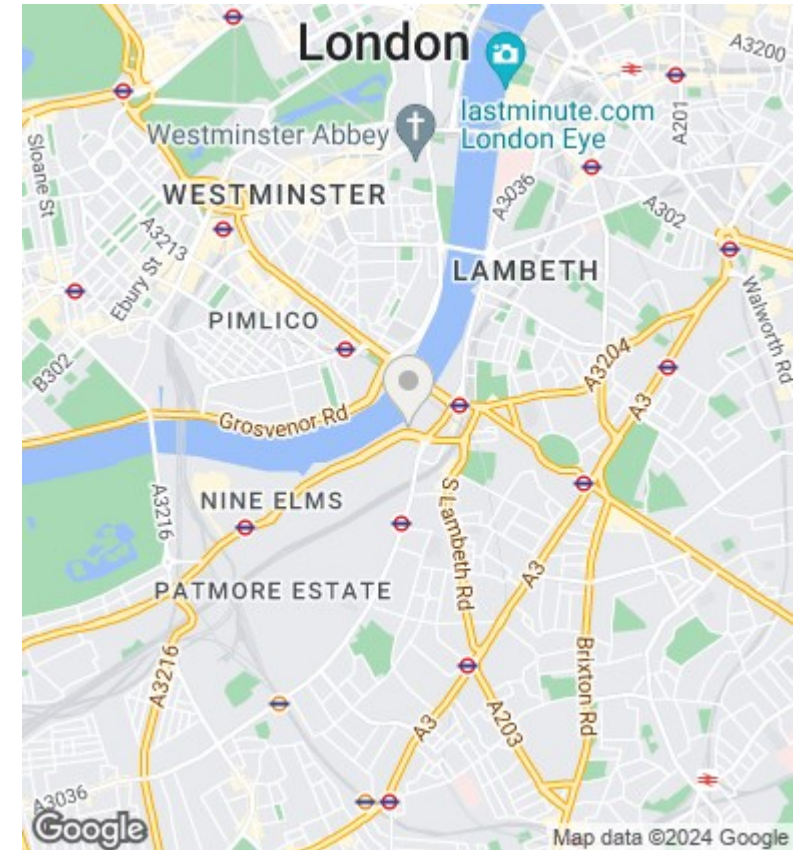 London
A3200
lastminute.com
London Eye
A201
Westminster Abbey
Sloane St
A3036
WESTMINSTER
A302
A3213
LAMBETH
Ebury St
Walworth Rd
PIMLICO
B302
A3204
A3
Grosvenor Rd
A3216
NINE ELMS
S Lambeth Rd
A3
PATMORE ESTATE
A3216
Brixton Rd
A203
A3
A3036
Google
Map data ©2024 Google